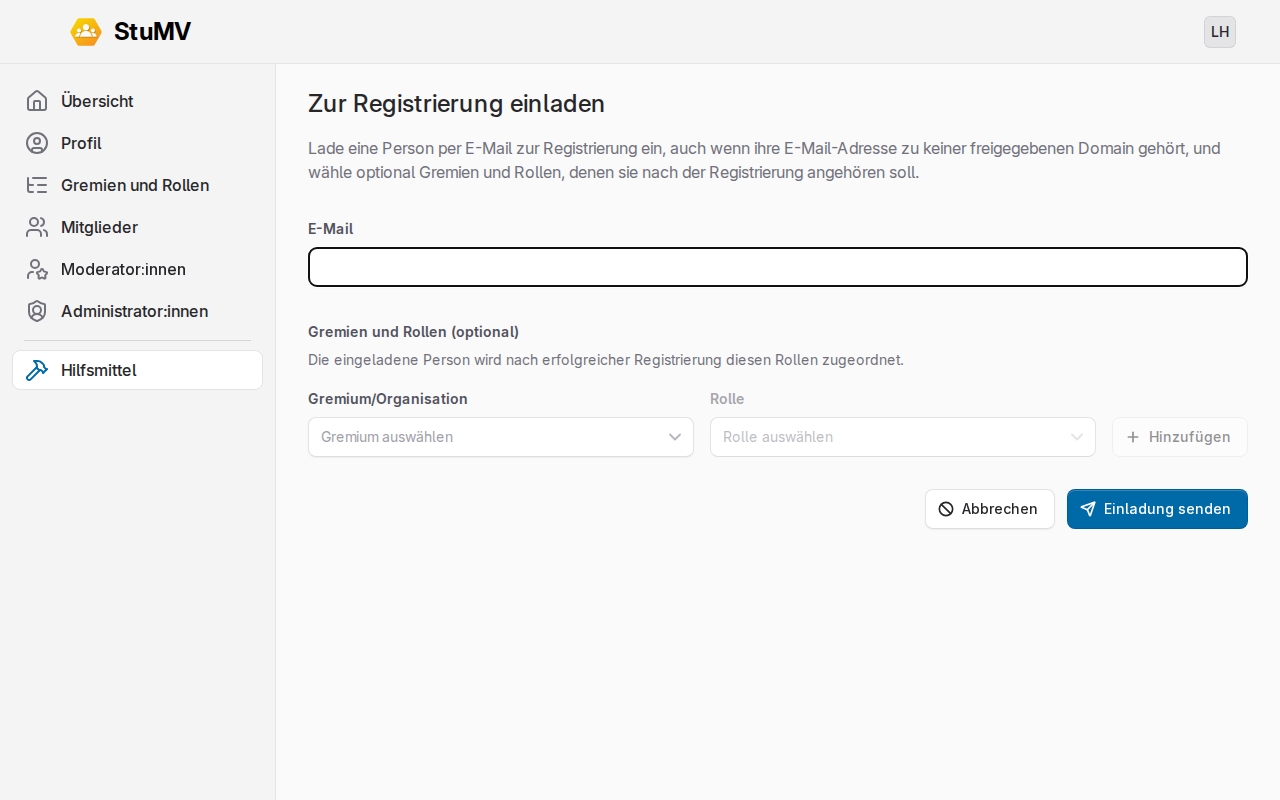 StuMV
LH
Übersicht
Profil
Gremien und Rollen
Mitglieder
Moderator:innen
Administrator:innen
Hilfsmittel
Zur Registrierung einladen
Lade eine Person per E-Mail zur Registrierung ein, auch wenn ihre E-Mail-Adresse zu keiner freigegebenen Domain gehört, und
wähle optional Gremien und Rollen, denen sie nach der Registrierung angehören soll.
E-Mail
Gremien und Rollen (optional)
Die eingeladene Person wird nach erfolgreicher Registrierung diesen Rollen zugeordnet.
Gremium/Organisation
Rolle
Gremium auswählen
Rolle auswählen
Hinzufügen
Abbrechen
Einladung senden